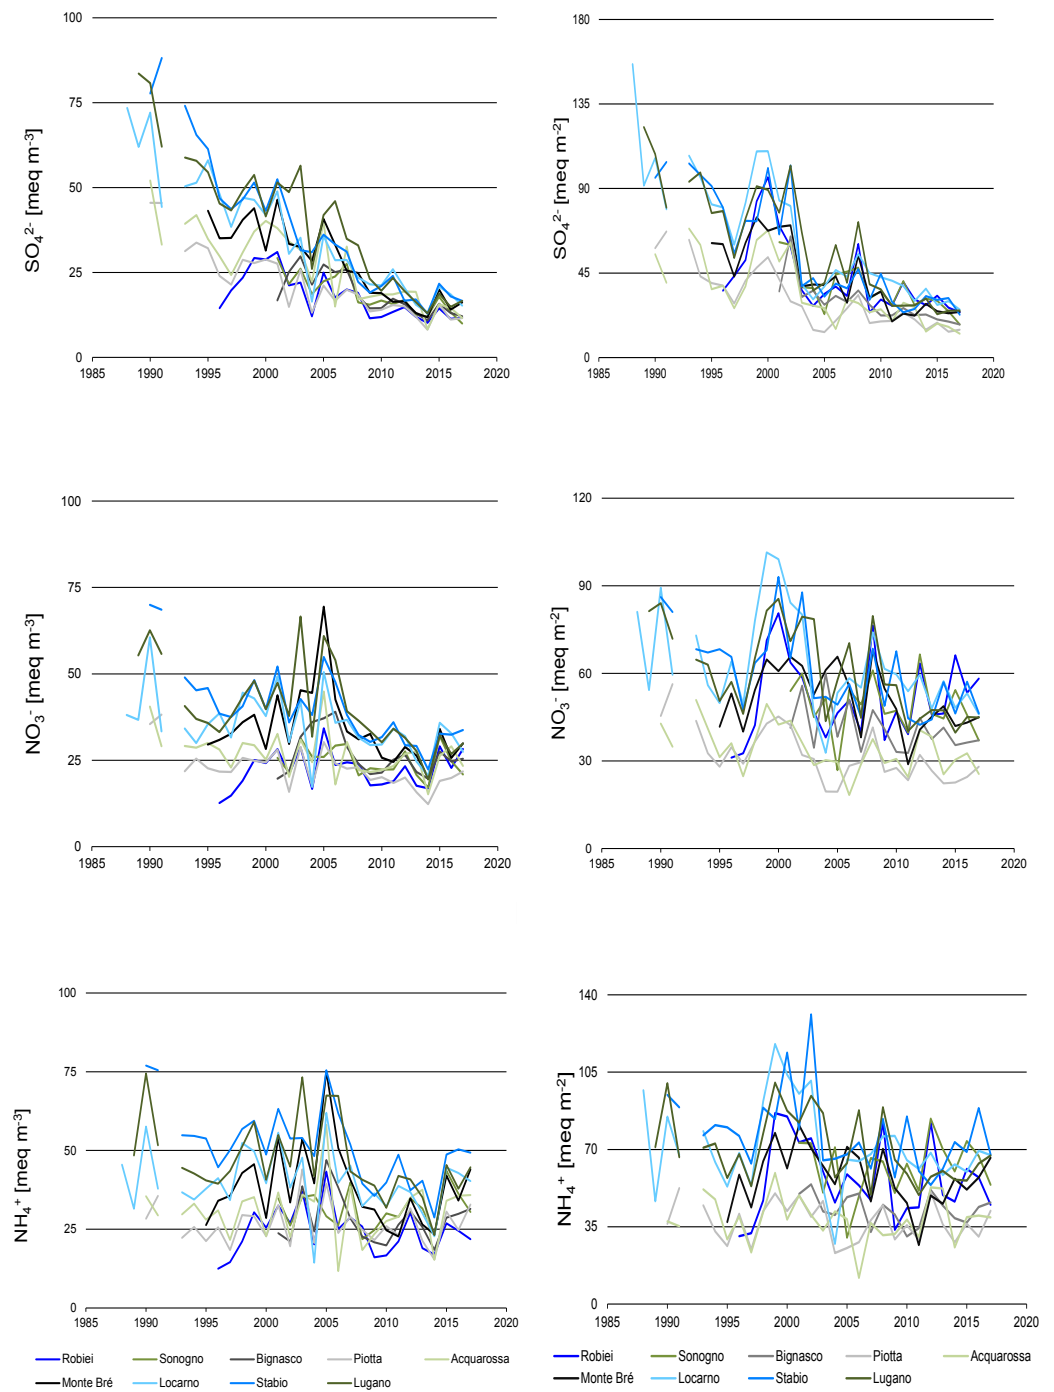 100
75
50
25
0
SO₄²⁻ [meq m⁻³]
1985 1990 1995 2000 2005 2010 2015 2020
180
135
90
45
0
SO₄²⁻ [meq m⁻²]
1985 1990 1995 2000 2005 2010 2015 2020
100
75
50
25
0
NO₃⁻ [meq m⁻³]
1985 1990 1995 2000 2005 2010 2015 2020
120
90
60
30
0
NO₃⁻ [meq m⁻²]
1985 1990 1995 2000 2005 2010 2015 2020
100
75
50
25
0
NH₄⁺ [meq m⁻³]
1985 1990 1995 2000 2005 2010 2015 2020
140
105
70
35
0
NH₄⁺ [meq m⁻²]
1985 1990 1995 2000 2005 2010 2015 2020
Robiei Sonogno Bignasco Piotta Acquarossa
Monte Bré Locarno Stabio Lugano
Robiei Sonogno Bignasco Piotta Acquarossa
Monte Bré Locarno Stabio Lugano